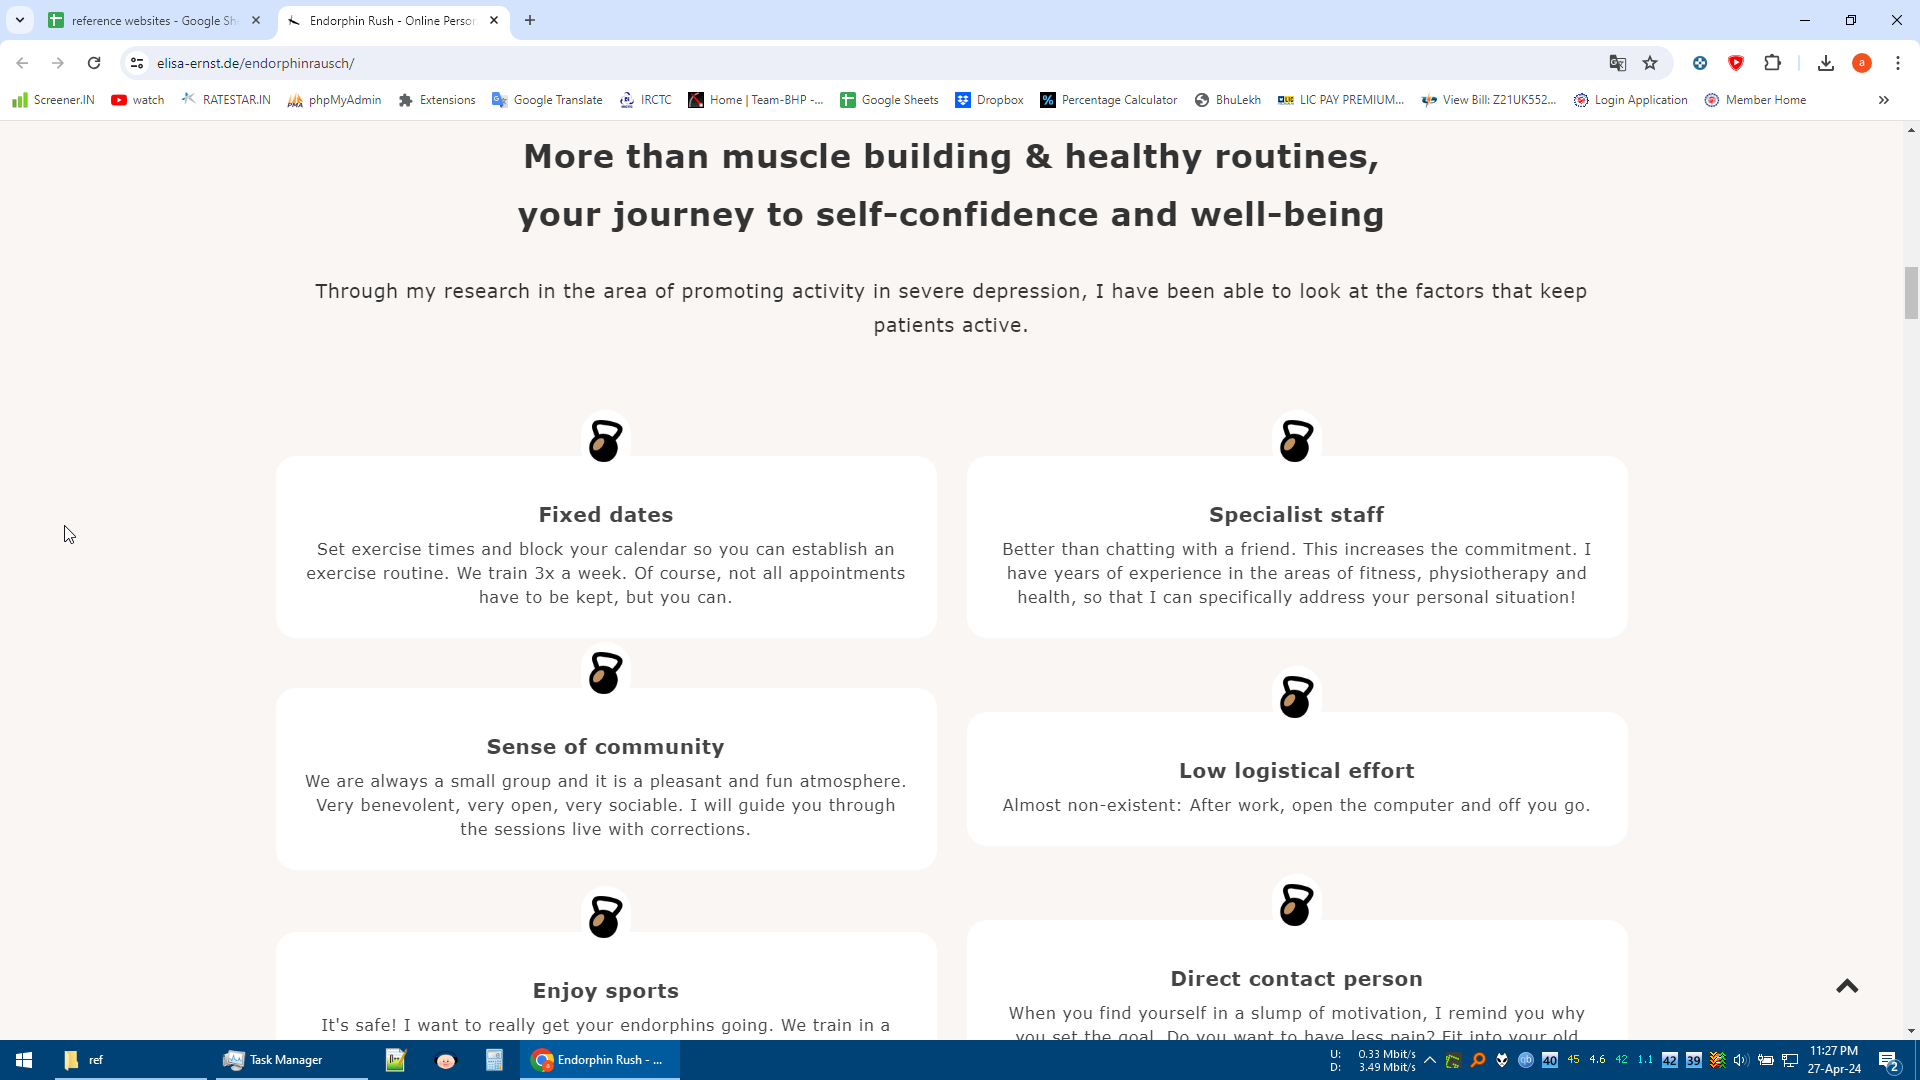 reference websites - Google Sh
Endorphin Rush - Online Person
elisa-ernst.de/endorphinrausch/
a
Screener.IN
watch
RATESTAR.IN
phpMyAdmin
Extensions
Google Translate
IRCTC
Home | Team-BHP -...
Google Sheets
Dropbox
Percentage Calculator
BhuLekh
LIC PAY PREMIUM...
View Bill: Z21UK552...
Login Application
Member Home
More than muscle building & healthy routines,
your journey to self-confidence and well-being
Through my research in the area of promoting activity in severe depression, I have been able to look at the factors that keep
patients active.
Fixed dates
Set exercise times and block your calendar so you can establish an
exercise routine. We train 3x a week. Of course, not all appointments
have to be kept, but you can.
Specialist staff
Better than chatting with a friend. This increases the commitment. I
have years of experience in the areas of fitness, physiotherapy and
health, so that I can specifically address your personal situation!
Sense of community
We are always a small group and it is a pleasant and fun atmosphere.
Very benevolent, very open, very sociable. I will guide you through
the sessions live with corrections.
Low logistical effort
Almost non-existent: After work, open the computer and off you go.
Enjoy sports
It's safe! I want to really get your endorphins going. We train in a
Direct contact person
When you find yourself in a slump of motivation, I remind you why
you set the goal. Do you want to have less pain? Fit into your old
ref
Task Manager
Endorphin Rush - ...
U: 0.33 Mbit/s
D: 3.49 Mbit/s
40 45 4.6 42 1.1 42 39
11:27 PM
27-Apr-24
2